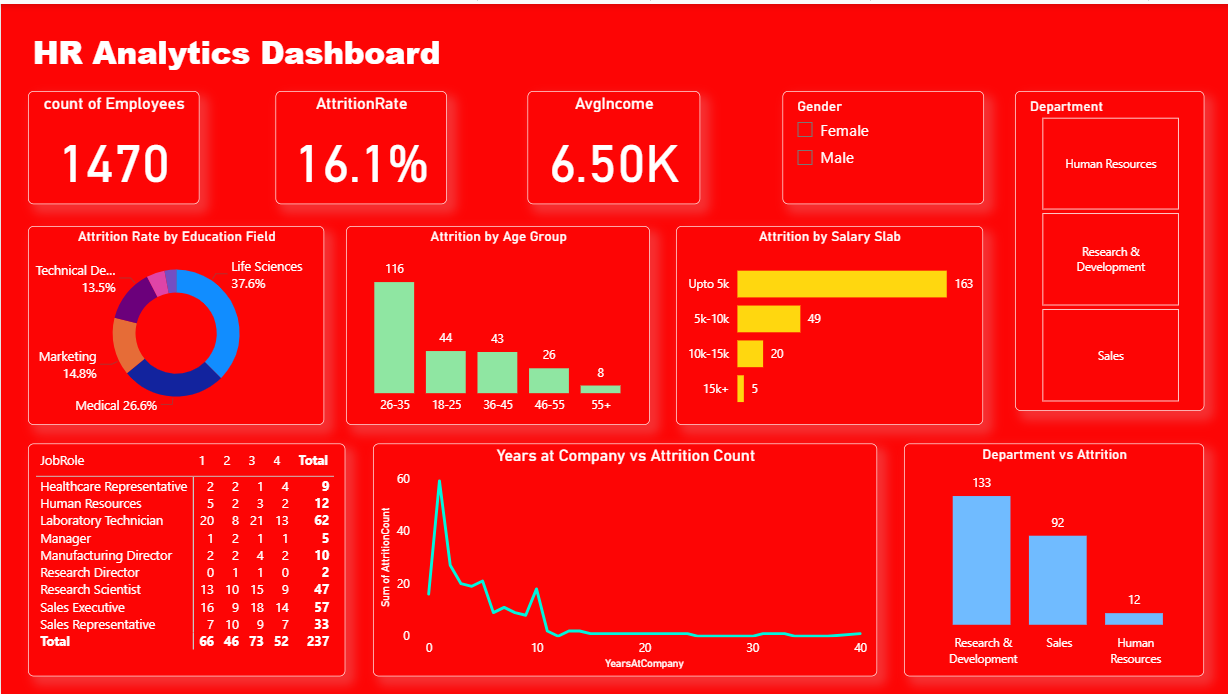 HR Analytics Dashboard
count of Employees
1470
AttritionRate
16.1%
AvgIncome
6.50K
Gender
Female
Male
Department
Human Resources
Research &
Development
Sales
Attrition Rate by Education Field
Technical De...
13.5%
Life Sciences
37.6%
Marketing
14.8%
Medical 26.6%
Attrition by Age Group
116
44
43
26
8
26-35 18-25 36-45 46-55 55+
Attrition by Salary Slab
Upto 5k 163
5k-10k 49
10k-15k 20
15k+ 5
JobRole 1 2 3 4 Total
Healthcare Representative 2 2 1 4 9
Human Resources 5 2 3 2 12
Laboratory Technician 20 8 21 13 62
Manager 1 2 1 1 5
Manufacturing Director 2 2 4 2 10
Research Director 0 1 1 0 2
Research Scientist 13 10 15 9 47
Sales Executive 16 9 18 14 57
Sales Representative 7 10 9 7 33
Total 66 46 73 52 237
Years at Company vs Attrition Count
Sum of AttritionCount
60
40
20
0
0 10 20 30 40
YearsAtCompany
Department vs Attrition
133
92
12
Research &
Development
Sales
Human
Resources